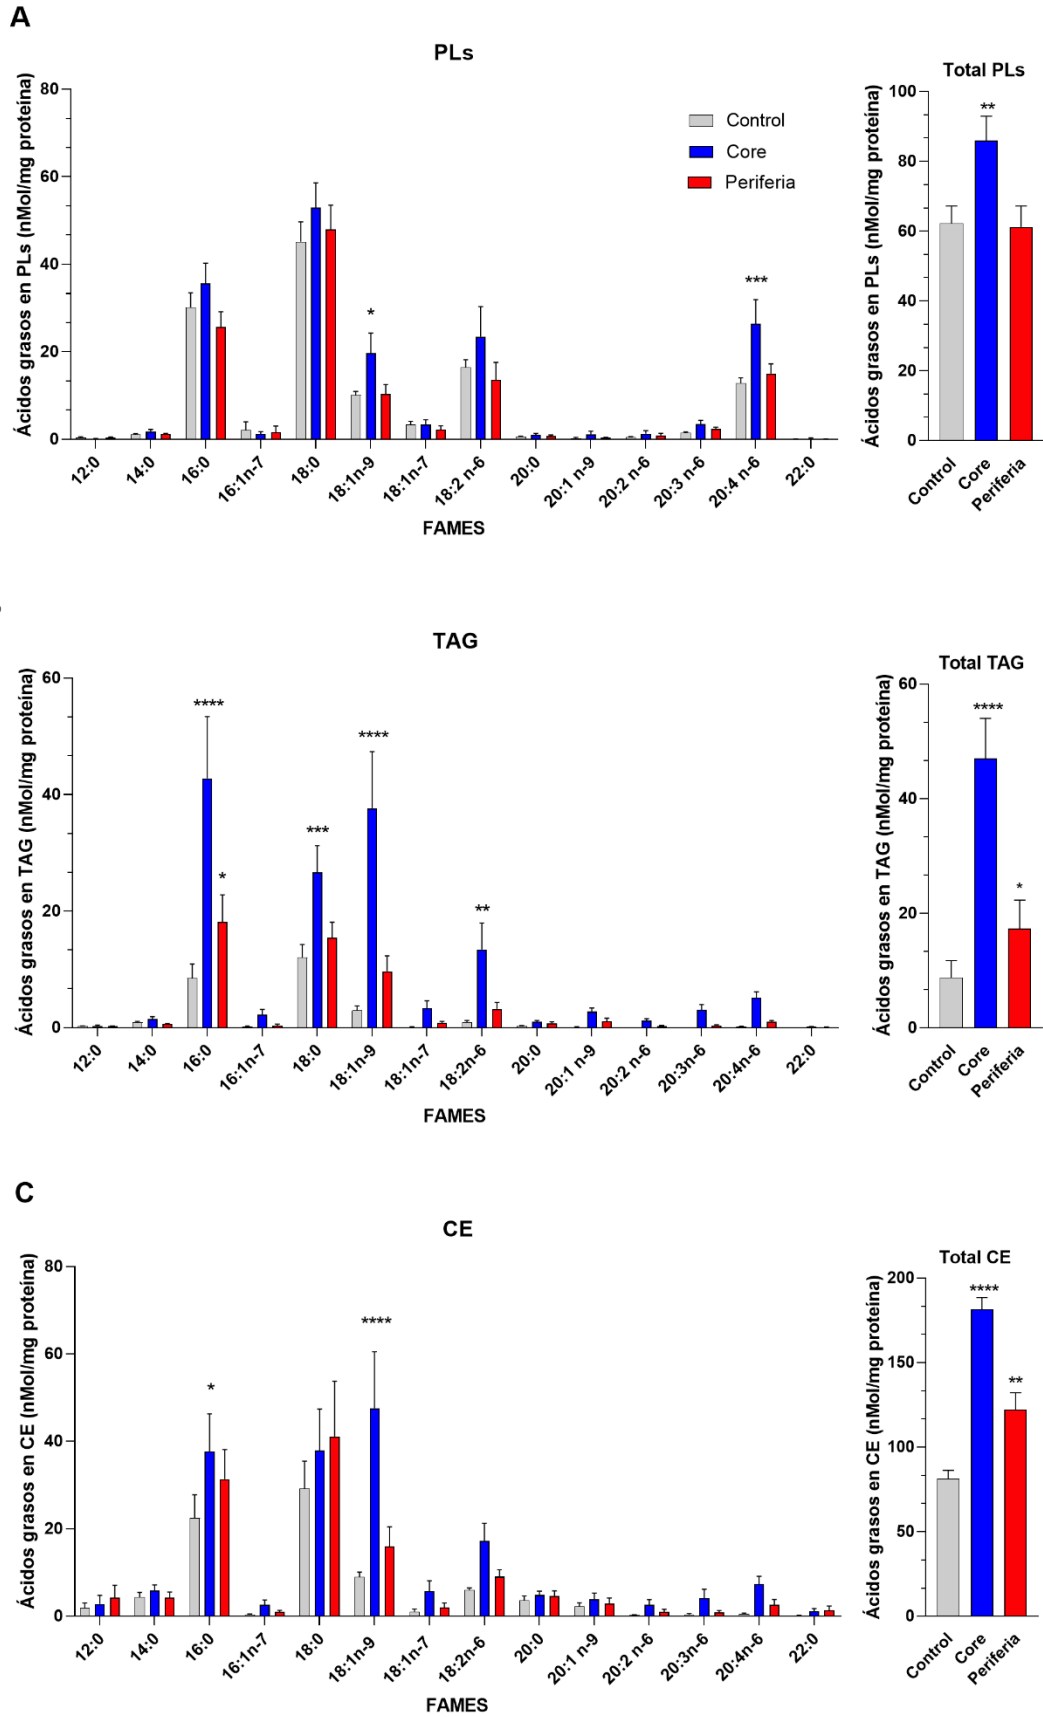 A
PLs
Ácidos grasos en PLs (nMol/mg proteína)
80
60
40
20
0
Control
Core
Periferia
*
***
12:0
14:0
16:0
16:1n-7
18:0
18:1n-9
18:1n-7
18:2 n-6
20:0
20:1 n-9
20:2 n-6
20:3 n-6
20:4 n-6
22:0
FAMES
Total PLs
Ácidos grasos en PLs (nMol/mg proteína)
100
80
60
40
20
0
**
Control
Core
Periferia
TAG
Ácidos grasos en TAG (nMol/mg proteína)
60
40
20
0
****
*
***
****
**
12:0
14:0
16:0
16:1n-7
18:0
18:1n-9
18:1n-7
18:2n-6
20:0
20:1 n-9
20:2 n-6
20:3n-6
20:4n-6
22:0
FAMES
Total TAG
Ácidos grasos en TAG (nMol/mg proteína)
60
40
20
0
****
*
Control
Core
Periferia
C
CE
Ácidos grasos en CE (nMol/mg proteína)
80
60
40
20
0
*
****
12:0
14:0
16:0
16:1n-7
18:0
18:1n-9
18:1n-7
18:2n-6
20:0
20:1 n-9
20:2 n-6
20:3n-6
20:4n-6
22:0
FAMES
Total CE
Ácidos grasos en CE (nMol/mg proteína)
200
150
100
50
0
****
**
Control
Core
Periferia